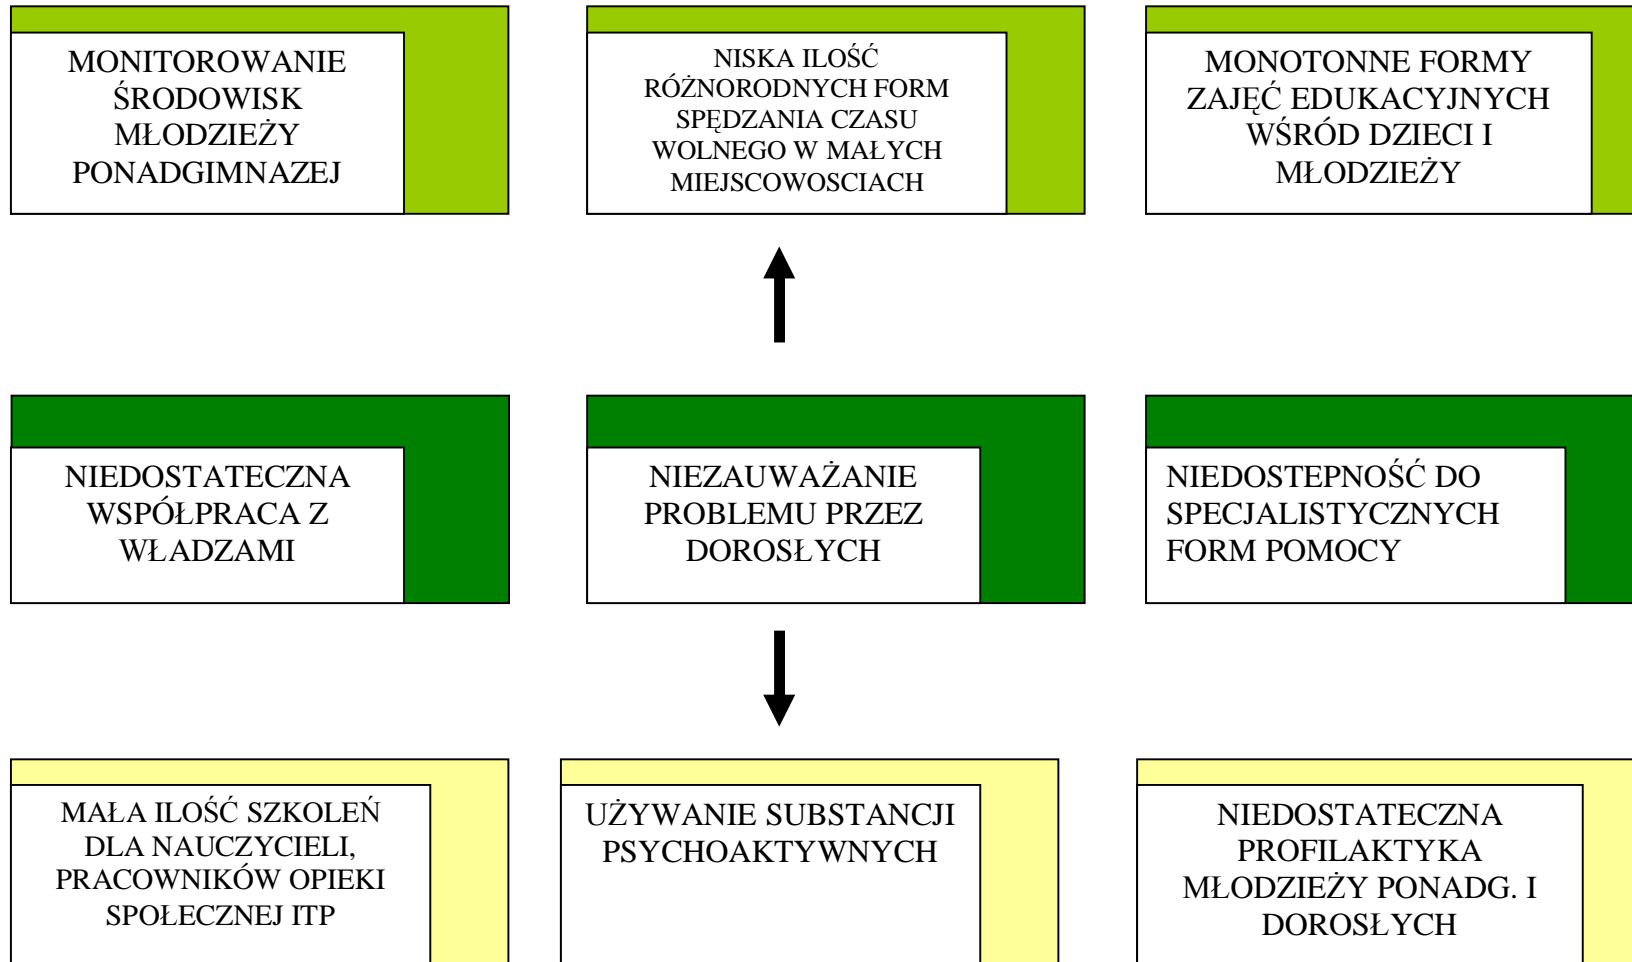 MONITOROWANIE
ŚRODOWISK
MŁODZIEŻY
PONADGIMNAZEJ
NISKA ILOŚĆ
RÓŻNORODNYCH FORM
SPĘDZANIA CZASU
WOLNEGO W MAŁYCH
MIEJSCOWOSCIACH
MONOTONNE FORMY
ZAJĘĆ EDUKACYJNYCH
WŚRÓD DZIECI I
MŁODZIEŻY
NIEDOSTATECZNA
WSPÓŁPRACA Z
WŁADZAMI
NIEZAUWAŻANIE
PROBLEMU PRZEZ
DOROSŁYCH
NIEDOSTEPNOŚĆ DO
SPECJALISTYCZNYCH
FORM POMOCY
MAŁA ILOŚĆ SZKOLEŃ
DLA NAUCZYCIELI,
PRACOWNIKÓW OPIEKI
SPOŁECZNEJ ITP
UŻYWANIE SUBSTANCJI
PSYCHOAKTYWNYCH
NIEDOSTATECZNA
PROFILAKTYKA
MŁODZIEŻY PONADG. I
DOROSŁYCH